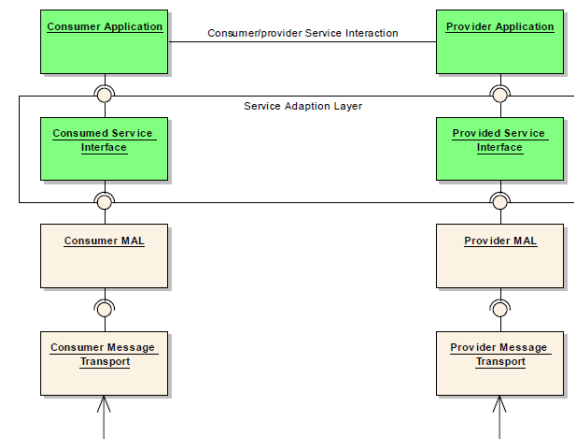 Consumer Application
Consumer/provider Service Interaction
Provider Application
Service Adaption Layer
Consumed Service
Interface
Provided Service
Interface
Consumer MAL
Provider MAL
Consumer Message
Transport
Provider Message
Transport